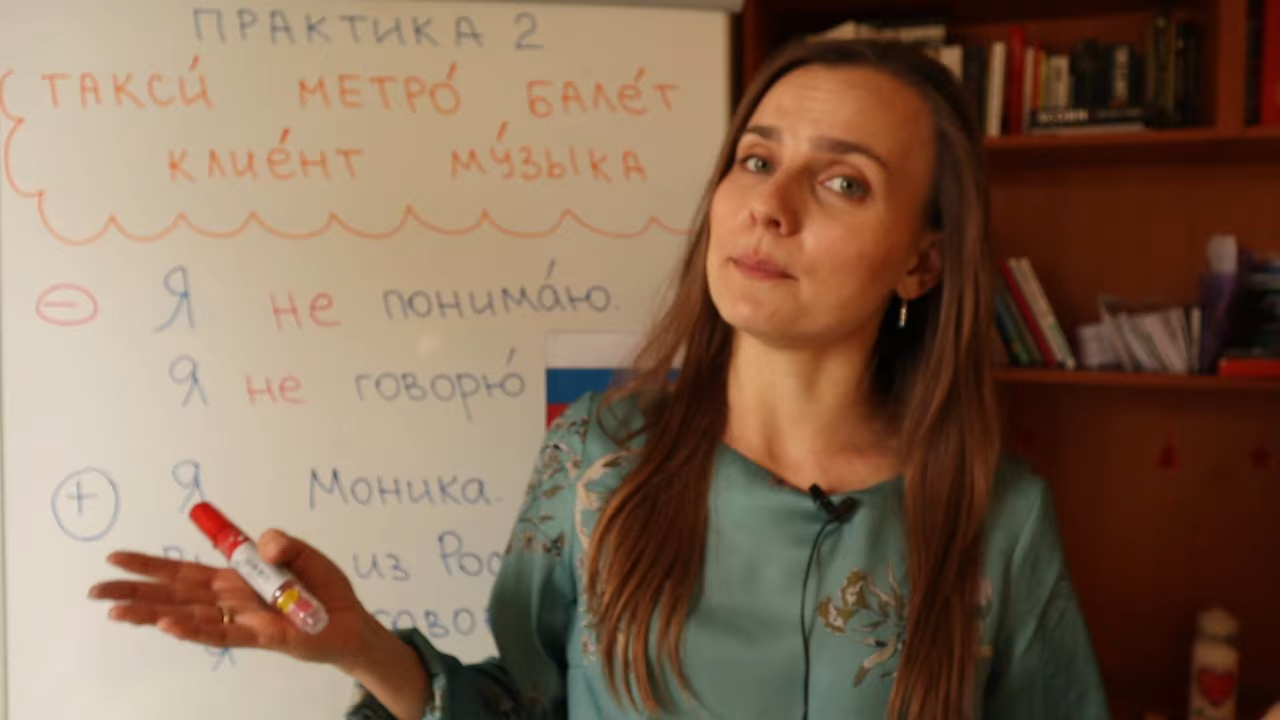 ПРАКТИКА 2
ТАКСИ́ МЕТРО́ БАЛЕ́Т
КЛИЕ́НТ МУ́ЗЫКА
Я не понима́ю.
Я не говорю́
+ Я Моника.
из